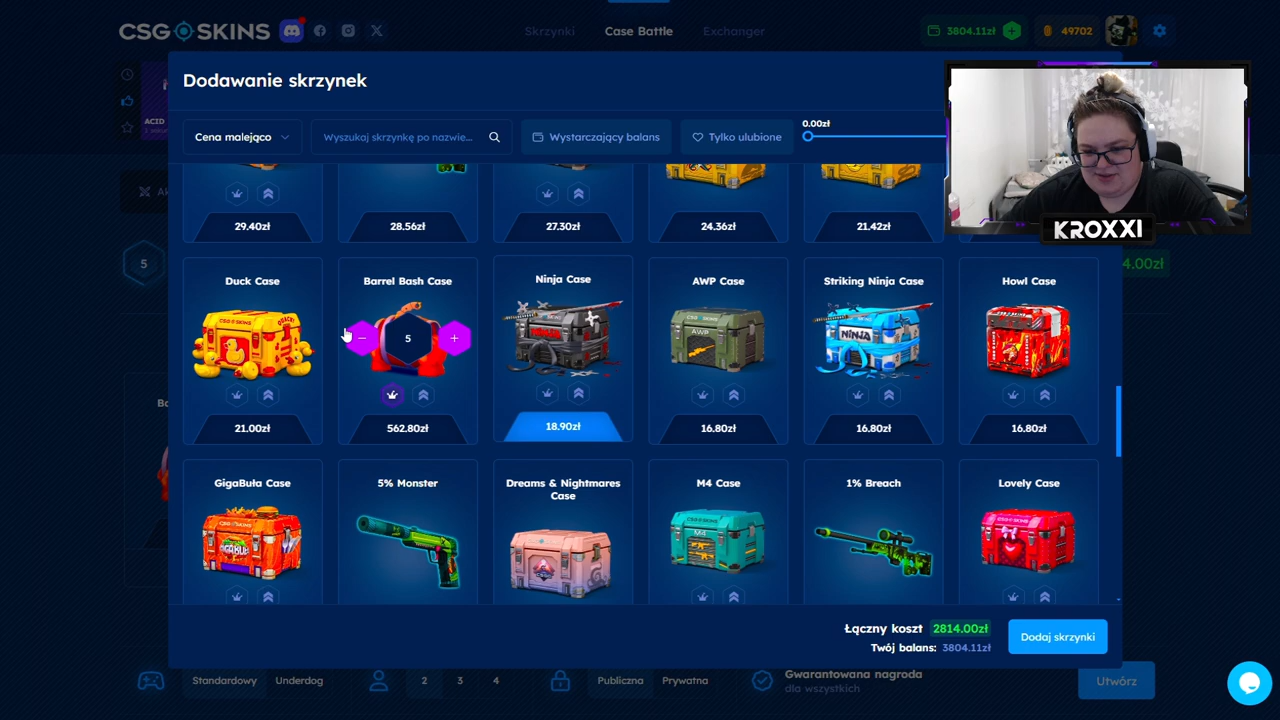 CSG SKINS
Skrzynki
Case Battle
Exchanger
3804.11zł
49702
Dodawanie skrzynek
ACID
Cena malejąco
Wyszukaj skrzynkę po nazwie...
Wystarczający balans
Tylko ulubione
0.00zł
KROXXI
29.40zł
28.56zł
27.30zł
24.36zł
21.42zł
5
4.00zł
Duck Case
Barrel Bash Case
Ninja Case
AWP Case
Striking Ninja Case
Howl Case
5
21.00zł
562.80zł
18.90zł
16.80zł
16.80zł
16.80zł
GigaBuła Case
5% Monster
Dreams & Nightmares
Case
M4 Case
1% Breach
Lovely Case
Łączny koszt 2814.00zł
Twój balans: 3804.11zł
Dodaj skrzynki
Standardowy
Underdog
2
3
4
Publiczna
Prywatna
Gwarantowana nagroda
dla wszystkich
Utwórz